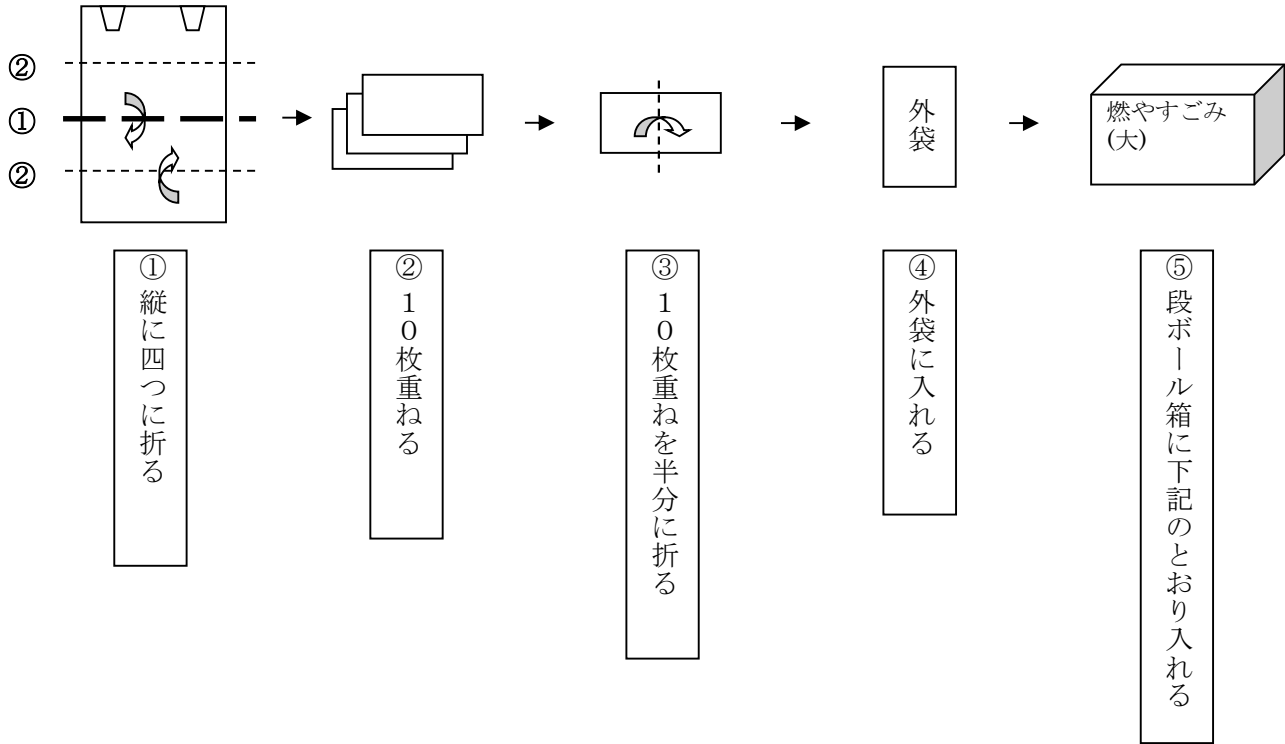 ②
①
②
外袋
燃やすごみ
(大)
①縦に四つに折る
②10枚重ねる
③10枚重ねを半分に折る
④外袋に入れる
⑤段ボール箱に下記のとおり入れる